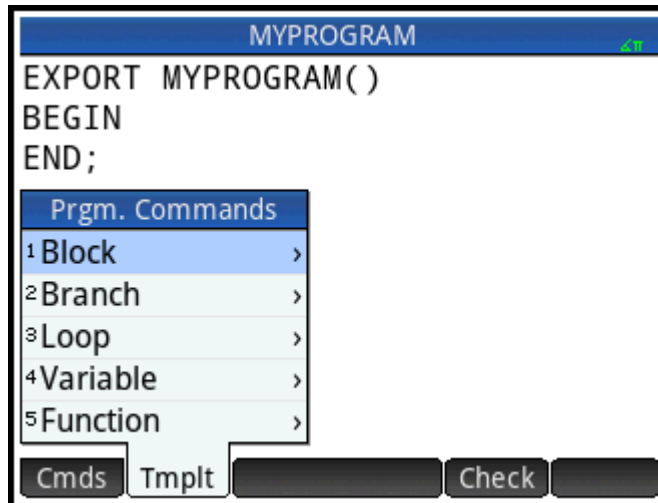 MYPROGRAM
∡π
EXPORT MYPROGRAM()
BEGIN
END;
Prgm. Commands
1 Block ›
2 Branch ›
3 Loop ›
4 Variable ›
5 Function ›
Cmds Tmplt Check